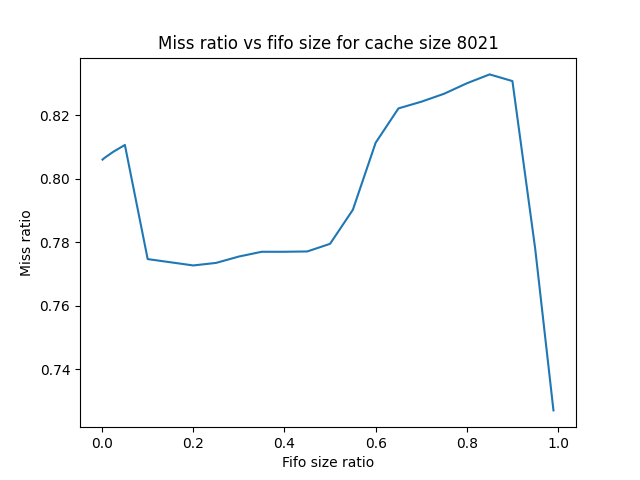 Miss ratio vs fifo size for cache size 8021
Miss ratio
0.82
0.80
0.78
0.76
0.74
0.0 0.2 0.4 0.6 0.8 1.0
Fifo size ratio